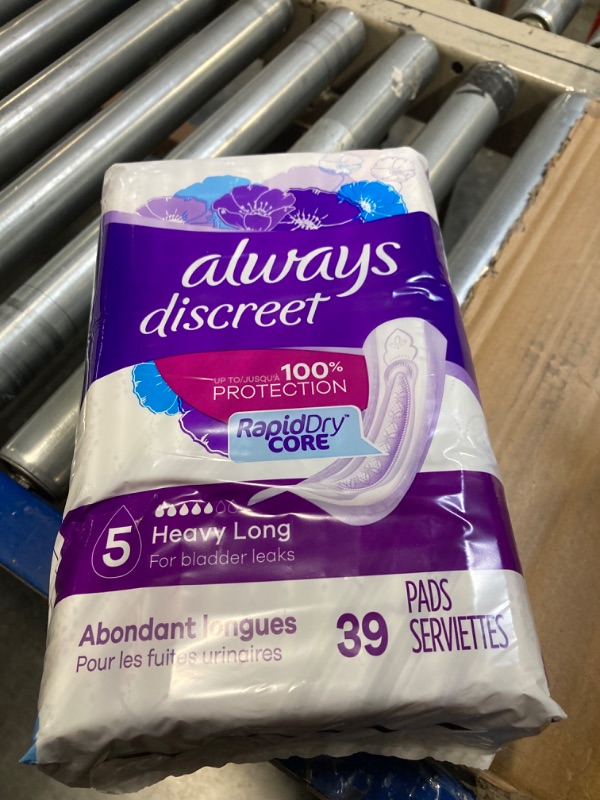 always
discreet
UP TO/JUSQU'À 100%
PROTECTION
RapidDry™
CORE
5
Heavy Long
For bladder leaks
Abondant longues
Pour les fuites urinaires
39
PADS
SERVIETTES